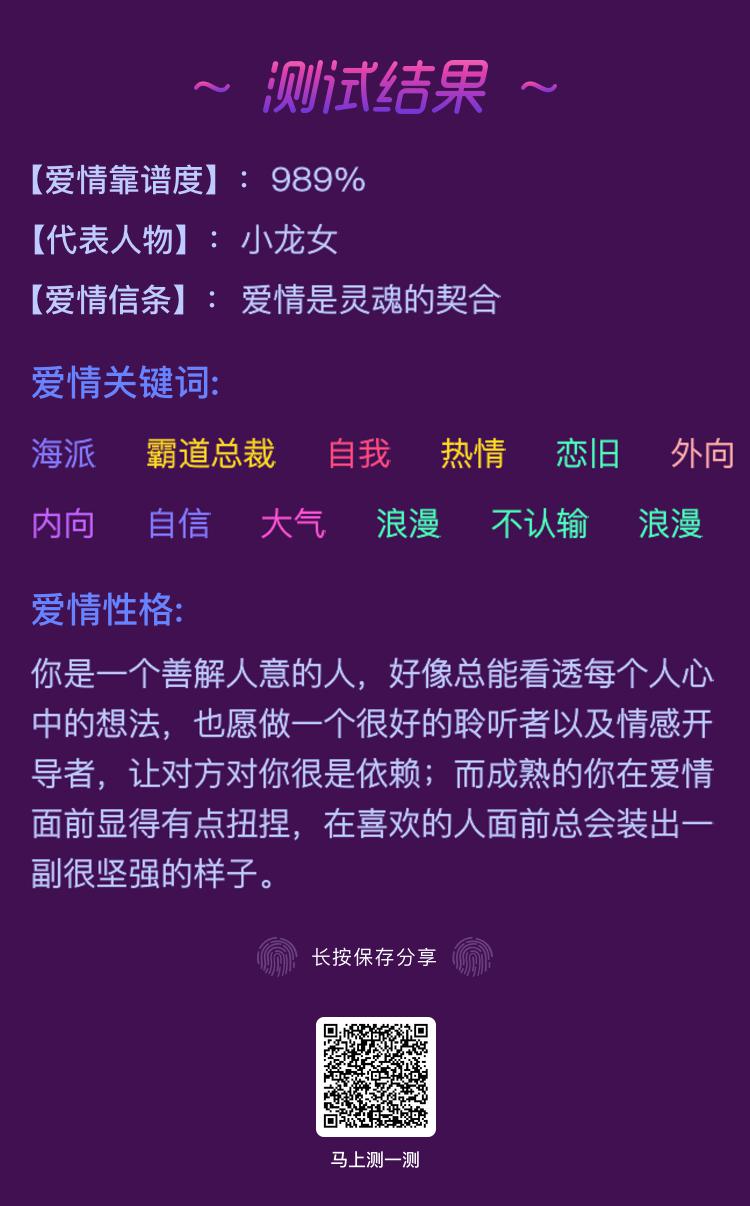 ～ 测试结果 ～
【爱情靠谱度】： 989%
【代表人物】： 小龙女
【爱情信条】： 爱情是灵魂的契合
爱情关键词:
海派 霸道总裁 自我 热情 恋旧 外向
内向 自信 大气 浪漫 不认输 浪漫
爱情性格:
你是一个善解人意的人，好像总能看透每个人心
中的想法，也愿做一个很好的聆听者以及情感开
导者，让对方对你很是依赖；而成熟的你在爱情
面前显得有点扭捏，在喜欢的人面前总会装出一
副很坚强的样子。
长按保存分享
马上测一测